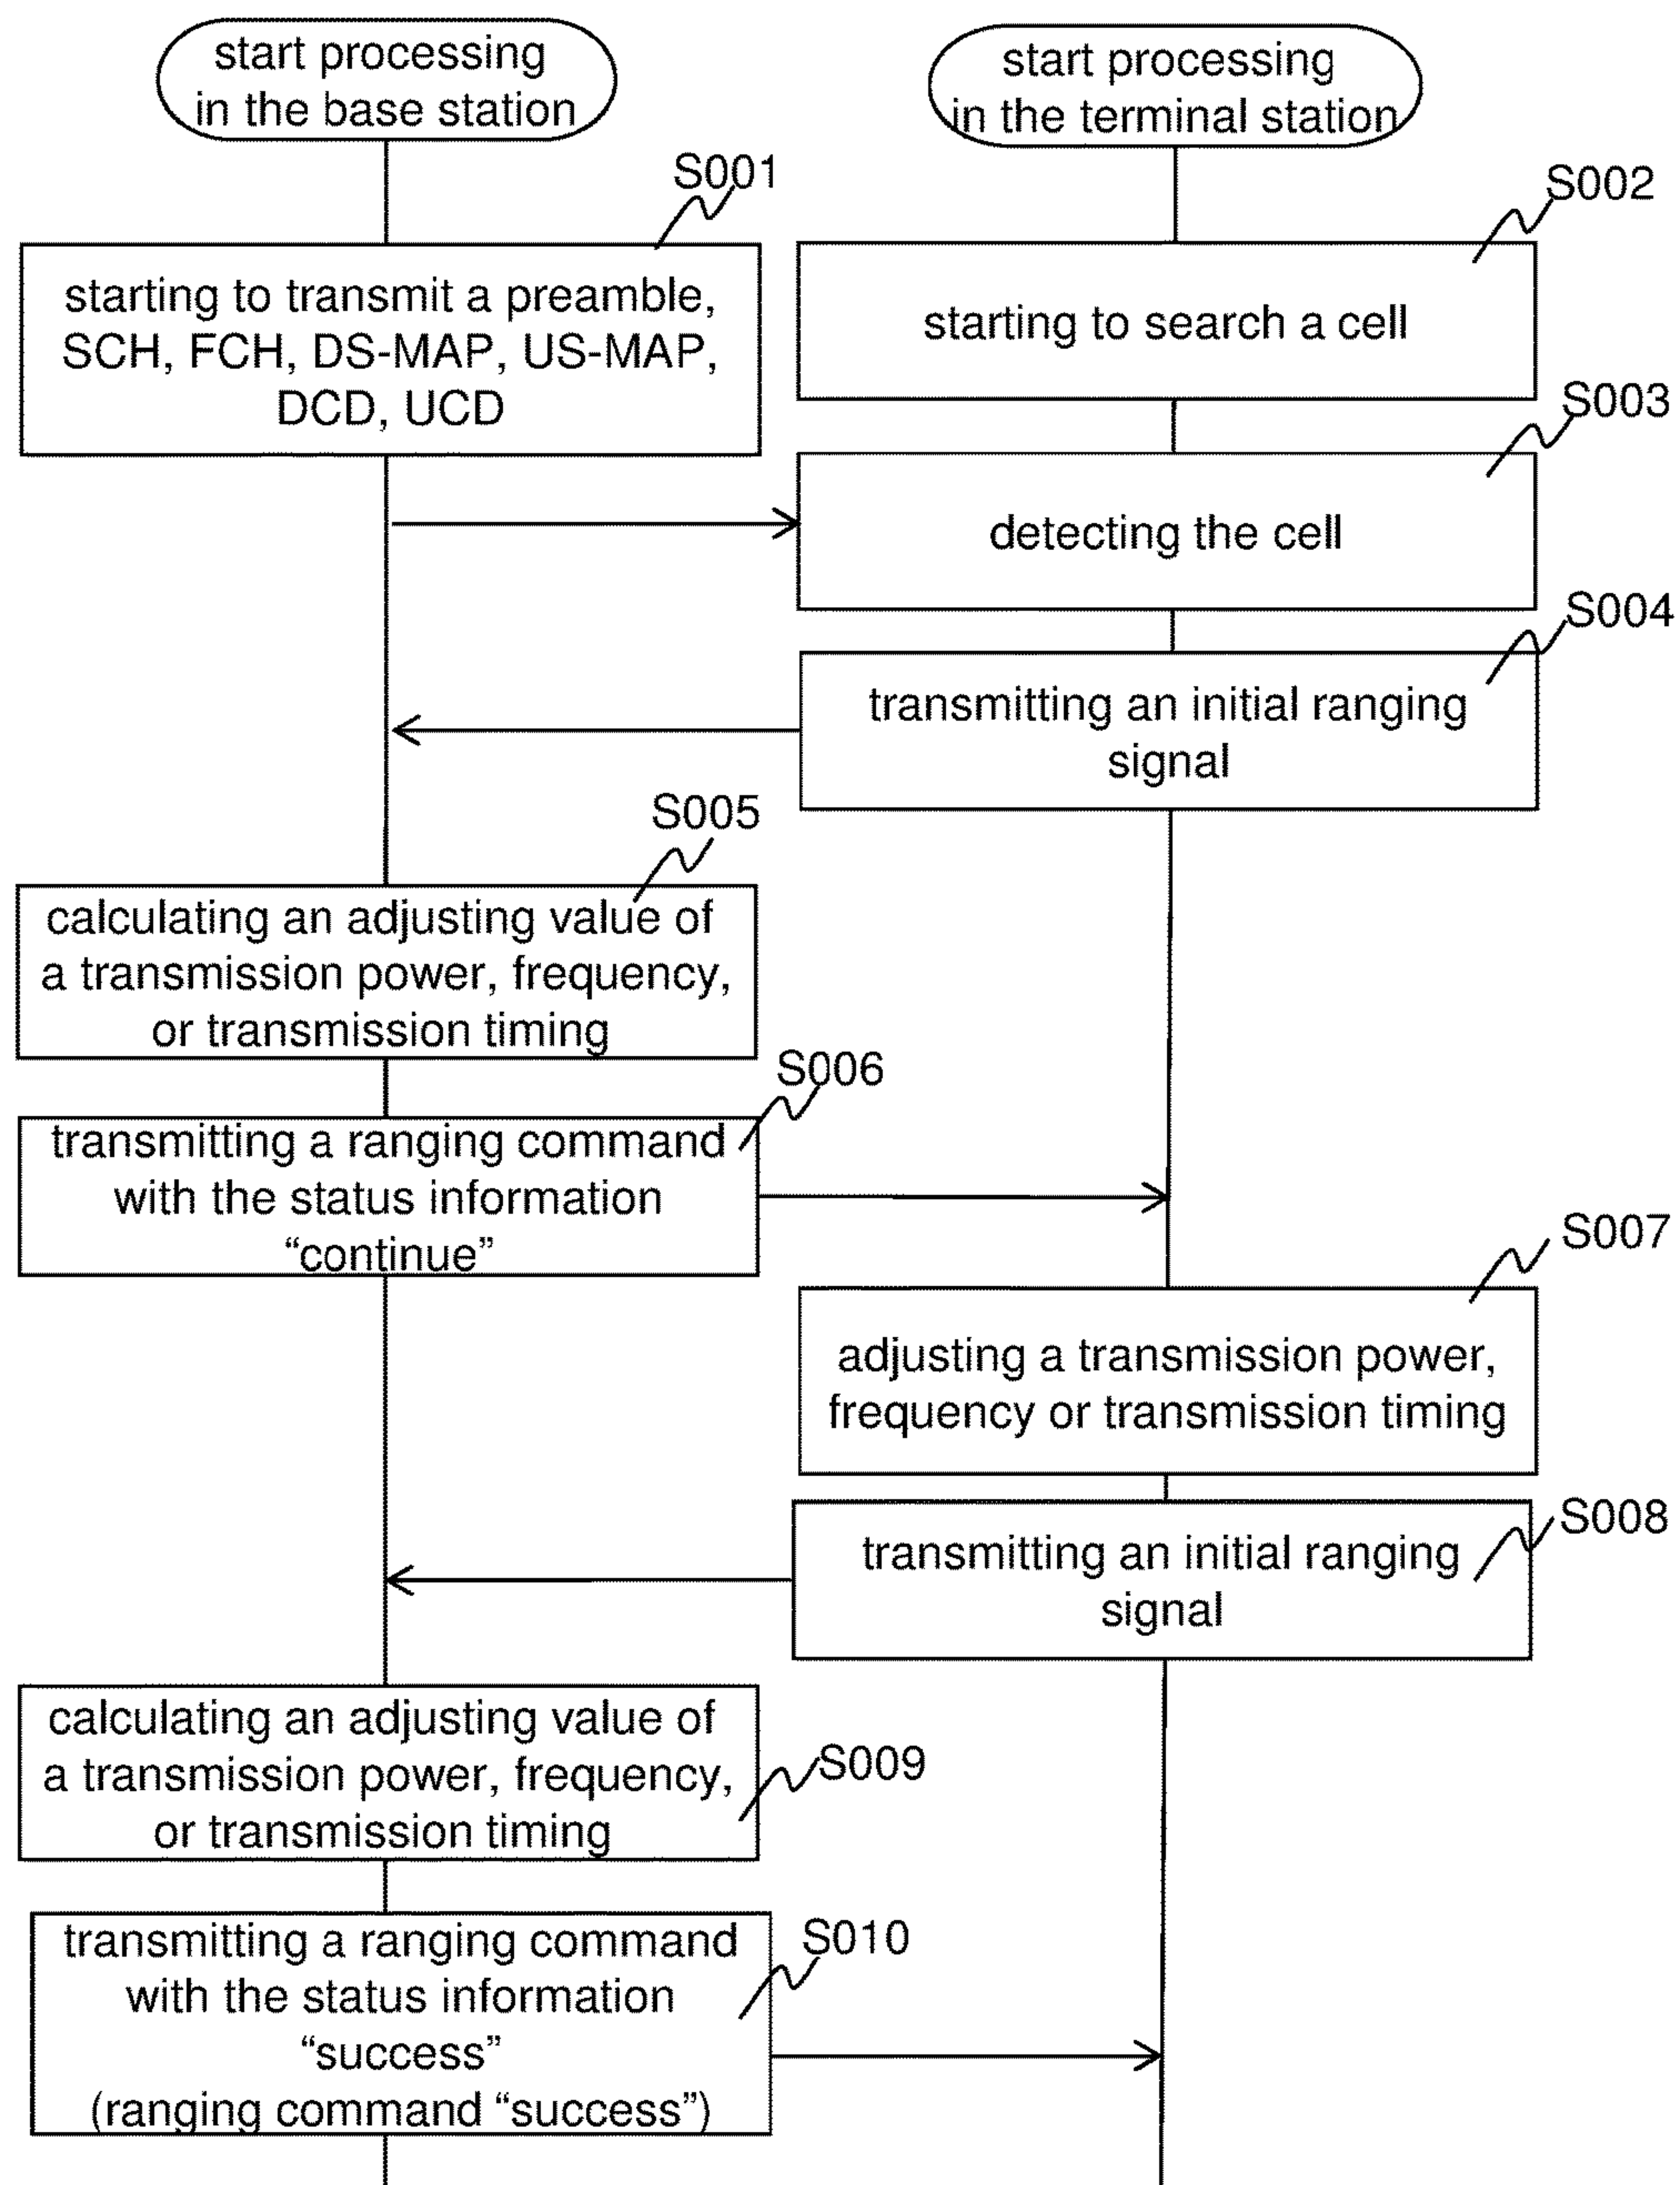 start processing
in the base station
start processing
in the terminal station
S001
S002
starting to transmit a preamble,
SCH, FCH, DS-MAP, US-MAP,
DCD, UCD
starting to search a cell
S003
detecting the cell
S004
transmitting an initial ranging
signal
S005
calculating an adjusting value of
a transmission power, frequency,
or transmission timing
S006
transmitting a ranging command
with the status information
“continue”
S007
adjusting a transmission power,
frequency or transmission timing
S008
transmitting an initial ranging
signal
calculating an adjusting value of
a transmission power, frequency,
or transmission timing
S009
transmitting a ranging command
with the status information
“success”
(ranging command “success”)
S010